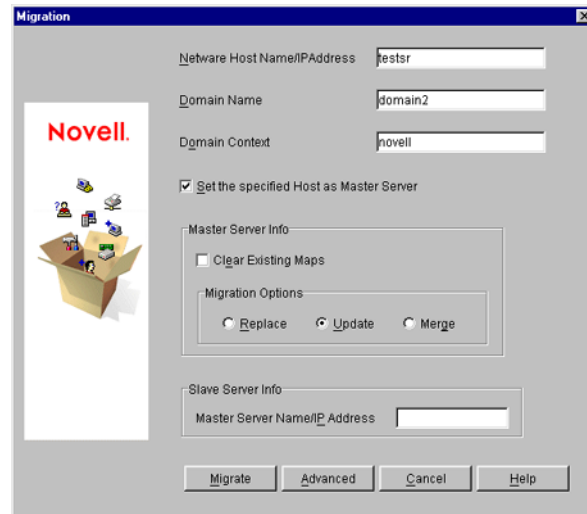 Migration
Netware Host Name/IPAddress testsr
Domain Name domain2
Novell.
Domain Context novell
Set the specified Host as Master Server
Master Server Info
Clear Existing Maps
Migration Options
Replace Update Merge
Slave Server Info
Master Server Name/IP Address
Migrate Advanced Cancel Help